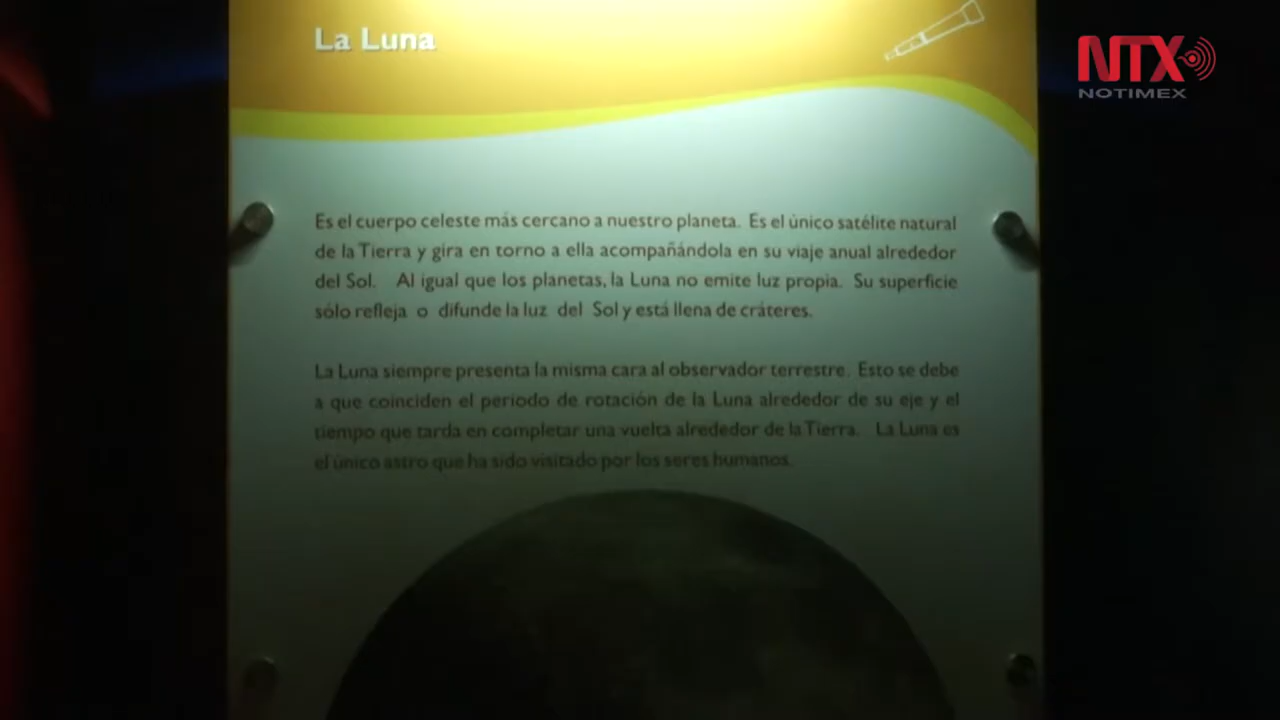 La Luna
NTX
NOTIMEX
Es el cuerpo celeste más cercano a nuestro planeta. Es el único satélite natural
de la Tierra y gira en torno a ella acompañándola en su viaje anual alrededor
del Sol. Al igual que los planetas, la Luna no emite luz propia. Su superficie
sólo refleja o difunde la luz del Sol y está llena de cráteres.
La Luna siempre presenta la misma cara al observador terrestre. Esto se debe
a que coinciden el periodo de rotación de la Luna alrededor de su eje y el
tiempo que tarda en completar una vuelta alrededor de la Tierra. La Luna es
el único astro que ha sido visitado por los seres humanos.